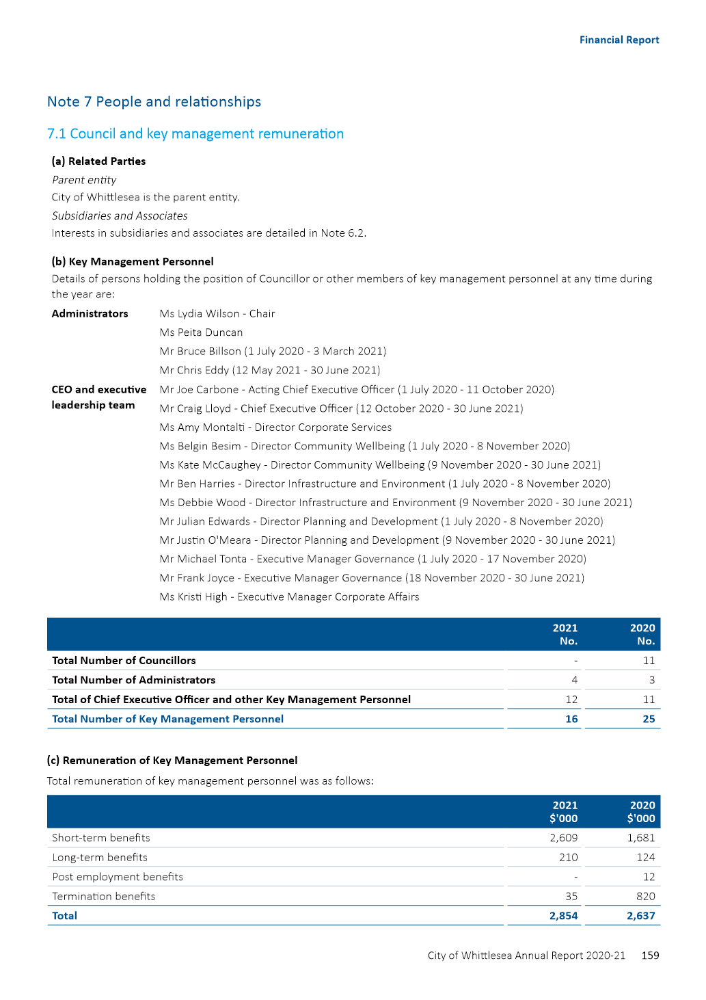 Financial Report
Note 7 People and relationships
7.1 Council and key management remuneration
(a) Related Parties
Parent entity
City of Whittlesea is the parent entity.
Subsidiaries and Associates
Interests in subsidiaries and associates are detailed in Note 6.2.
(b) Key Management Personnel
Details of persons holding the position of Councillor or other members of key management personnel at any time during
the year are:
Administrators Ms Lydia Wilson - Chair
Ms Peita Duncan
Mr Bruce Billson (1 July 2020 - 3 March 2021)
Mr Chris Eddy (12 May 2021 - 30 June 2021)
CEO and executive Mr Joe Carbone - Acting Chief Executive Officer (1 July 2020 - 11 October 2020)
leadership team Mr Craig Lloyd - Chief Executive Officer (12 October 2020 - 30 June 2021)
Ms Amy Montalti - Director Corporate Services
Ms Belgin Besim - Director Community Wellbeing (1 July 2020 - 8 November 2020)
Ms Kate McCaughey - Director Community Wellbeing (9 November 2020 - 30 June 2021)
Mr Ben Harries - Director Infrastructure and Environment (1 July 2020 - 8 November 2020)
Ms Debbie Wood - Director Infrastructure and Environment (9 November 2020 - 30 June 2021)
Mr Julian Edwards - Director Planning and Development (1 July 2020 - 8 November 2020)
Mr Justin O'Meara - Director Planning and Development (9 November 2020 - 30 June 2021)
Mr Michael Tonta - Executive Manager Governance (1 July 2020 - 17 November 2020)
Mr Frank Joyce - Executive Manager Governance (18 November 2020 - 30 June 2021)
Ms Kristi High - Executive Manager Corporate Affairs
2021 2020
No. No.
Total Number of Councillors - 11
Total Number of Administrators 4 3
Total of Chief Executive Officer and other Key Management Personnel 12 11
Total Number of Key Management Personnel 16 25
(c) Remuneration of Key Management Personnel
Total remuneration of key management personnel was as follows:
2021 2020
$'000 $'000
Short-term benefits 2,609 1,681
Long-term benefits 210 124
Post employment benefits - 12
Termination benefits 35 820
Total 2,854 2,637
City of Whittlesea Annual Report 2020-21 159